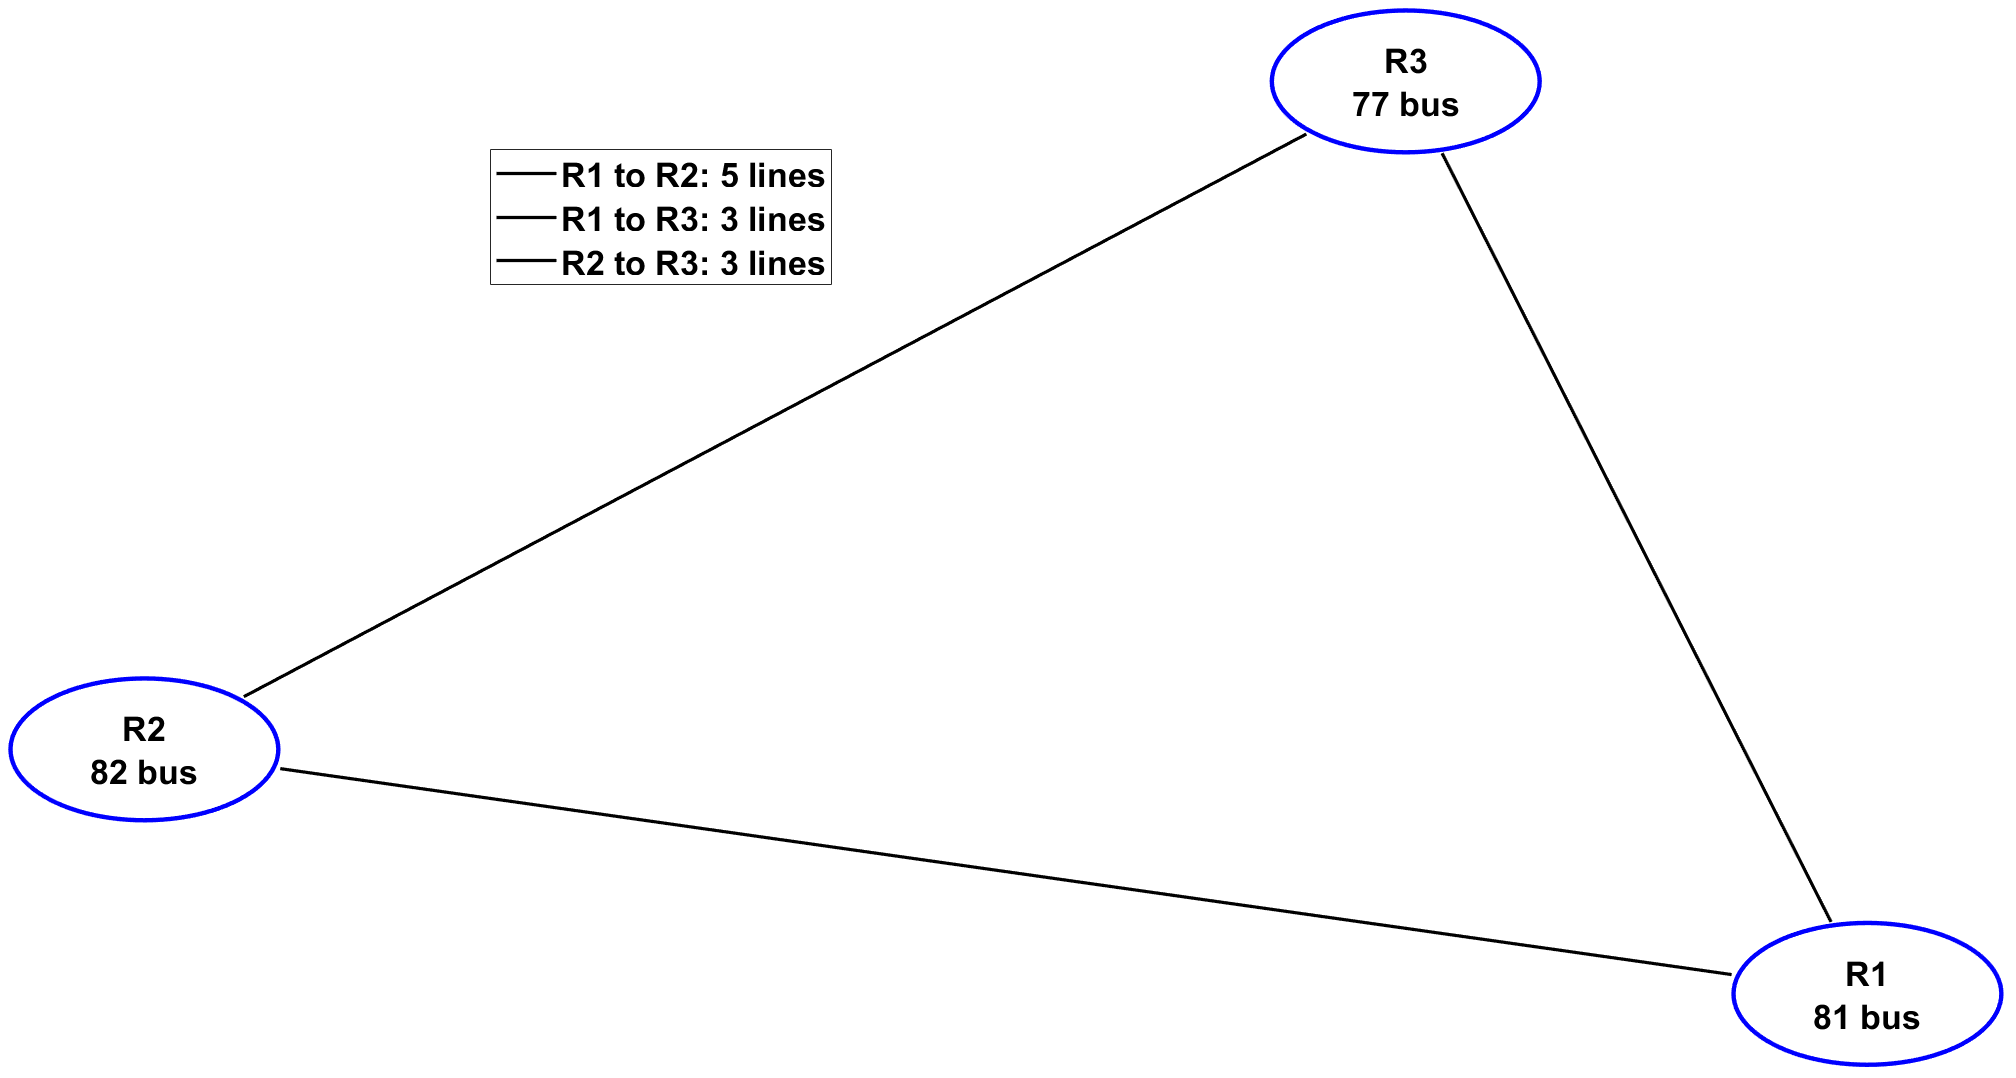 R3
77 bus
R1 to R2: 5 lines
R1 to R3: 3 lines
R2 to R3: 3 lines
R2
82 bus
R1
81 bus